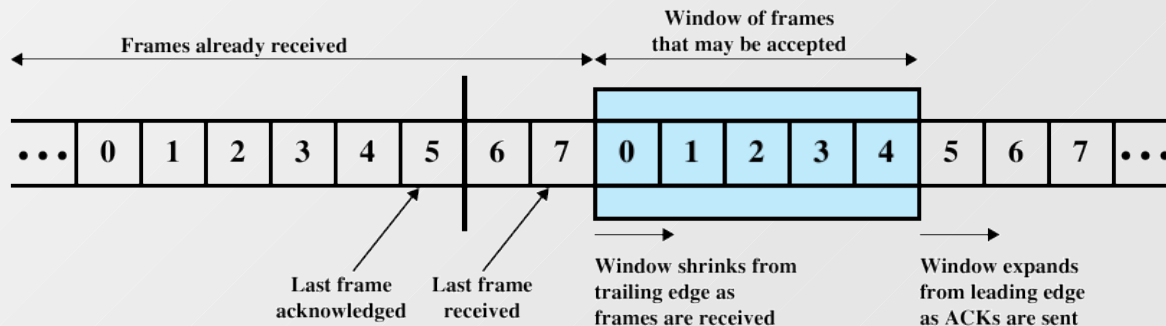 Frames already received
Window of frames
that may be accepted
••• 0 1 2 3 4 5 6 7 0 1 2 3 4 5 6 7 •••
Last frame
acknowledged
Last frame
received
Window shrinks from
trailing edge as
frames are received
Window expands
from leading edge
as ACKs are sent